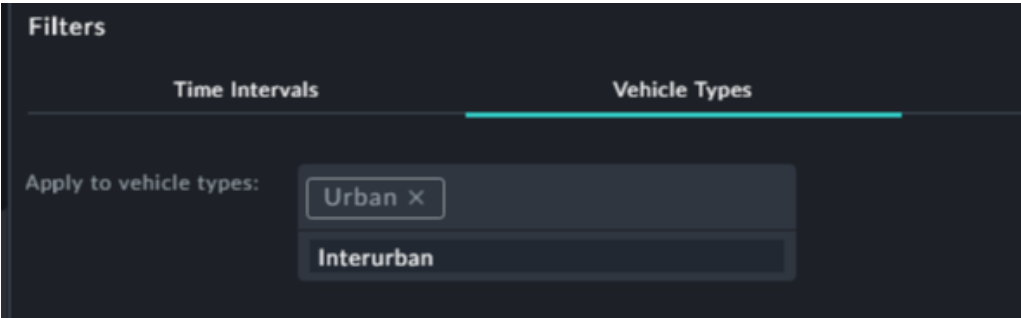 Filters
Time Intervals Vehicle Types
Apply to vehicle types: Urban ×
Interurban